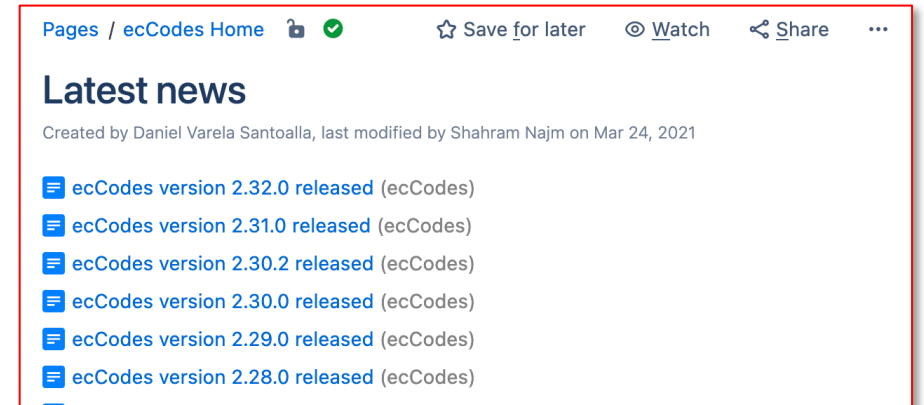 Pages / ecCodes Home Save for later Watch Share ...
Latest news
Created by Daniel Varela Santoalla, last modified by Shahram Najm on Mar 24, 2021
ecCodes version 2.32.0 released (ecCodes)
ecCodes version 2.31.0 released (ecCodes)
ecCodes version 2.30.2 released (ecCodes)
ecCodes version 2.30.0 released (ecCodes)
ecCodes version 2.29.0 released (ecCodes)
ecCodes version 2.28.0 released (ecCodes)